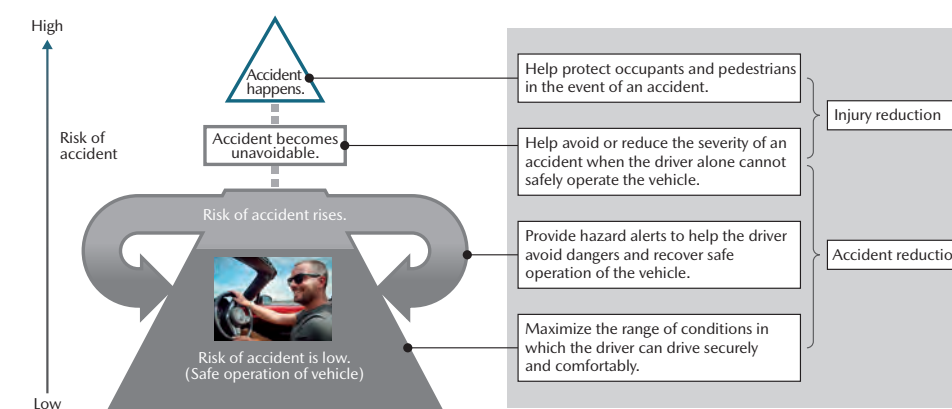 High
Risk of
accident
Low
Accident
happens.
Accident becomes
unavoidable.
Risk of accident rises.
Risk of accident is low.
(Safe operation of vehicle)
Help protect occupants and pedestrians
in the event of an accident.
Help avoid or reduce the severity of an
accident when the driver alone cannot
safely operate the vehicle.
Provide hazard alerts to help the driver
avoid dangers and recover safe
operation of the vehicle.
Maximize the range of conditions in
which the driver can drive securely
and comfortably.
Injury reduction
Accident reductio